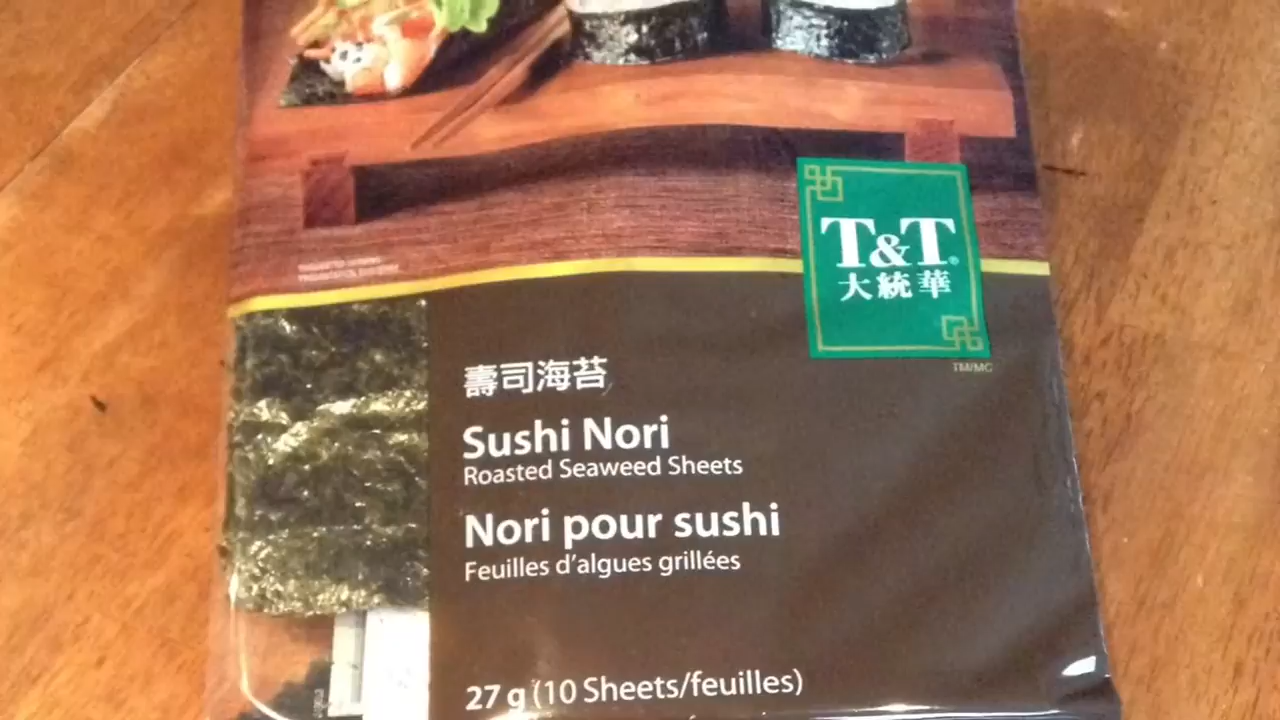 T&T®
大統華
TM/MC
壽司海苔
Sushi Nori
Roasted Seaweed Sheets
Nori pour sushi
Feuilles d'algues grillées
27 g (10 Sheets/feuilles)